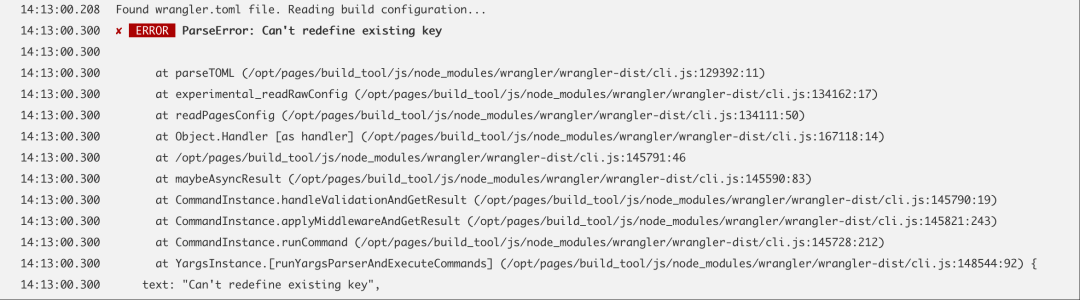 14:13:00.208 Found wrangler.toml file. Reading build configuration...
14:13:00.300 ✘ ERROR ParseError: Can't redefine existing key
14:13:00.300
14:13:00.300 at parseTOML (/opt/pages/build_tool/js/node_modules/wrangler/wrangler-dist/cli.js:129392:11)
14:13:00.300 at experimental_readRawConfig (/opt/pages/build_tool/js/node_modules/wrangler/wrangler-dist/cli.js:134162:17)
14:13:00.300 at readPagesConfig (/opt/pages/build_tool/js/node_modules/wrangler/wrangler-dist/cli.js:134111:50)
14:13:00.300 at Object.Handler [as handler] (/opt/pages/build_tool/js/node_modules/wrangler/wrangler-dist/cli.js:167118:14)
14:13:00.300 at /opt/pages/build_tool/js/node_modules/wrangler/wrangler-dist/cli.js:145791:46
14:13:00.300 at maybeAsyncResult (/opt/pages/build_tool/js/node_modules/wrangler/wrangler-dist/cli.js:145590:83)
14:13:00.300 at CommandInstance.handleValidationAndGetResult (/opt/pages/build_tool/js/node_modules/wrangler/wrangler-dist/cli.js:145790:19)
14:13:00.300 at CommandInstance.applyMiddlewareAndGetResult (/opt/pages/build_tool/js/node_modules/wrangler/wrangler-dist/cli.js:145821:243)
14:13:00.300 at CommandInstance.runCommand (/opt/pages/build_tool/js/node_modules/wrangler/wrangler-dist/cli.js:145728:212)
14:13:00.300 at YargsInstance.[runYargsParserAndExecuteCommands] (/opt/pages/build_tool/js/node_modules/wrangler/wrangler-dist/cli.js:148544:92) {
14:13:00.300 text: "Can't redefine existing key",